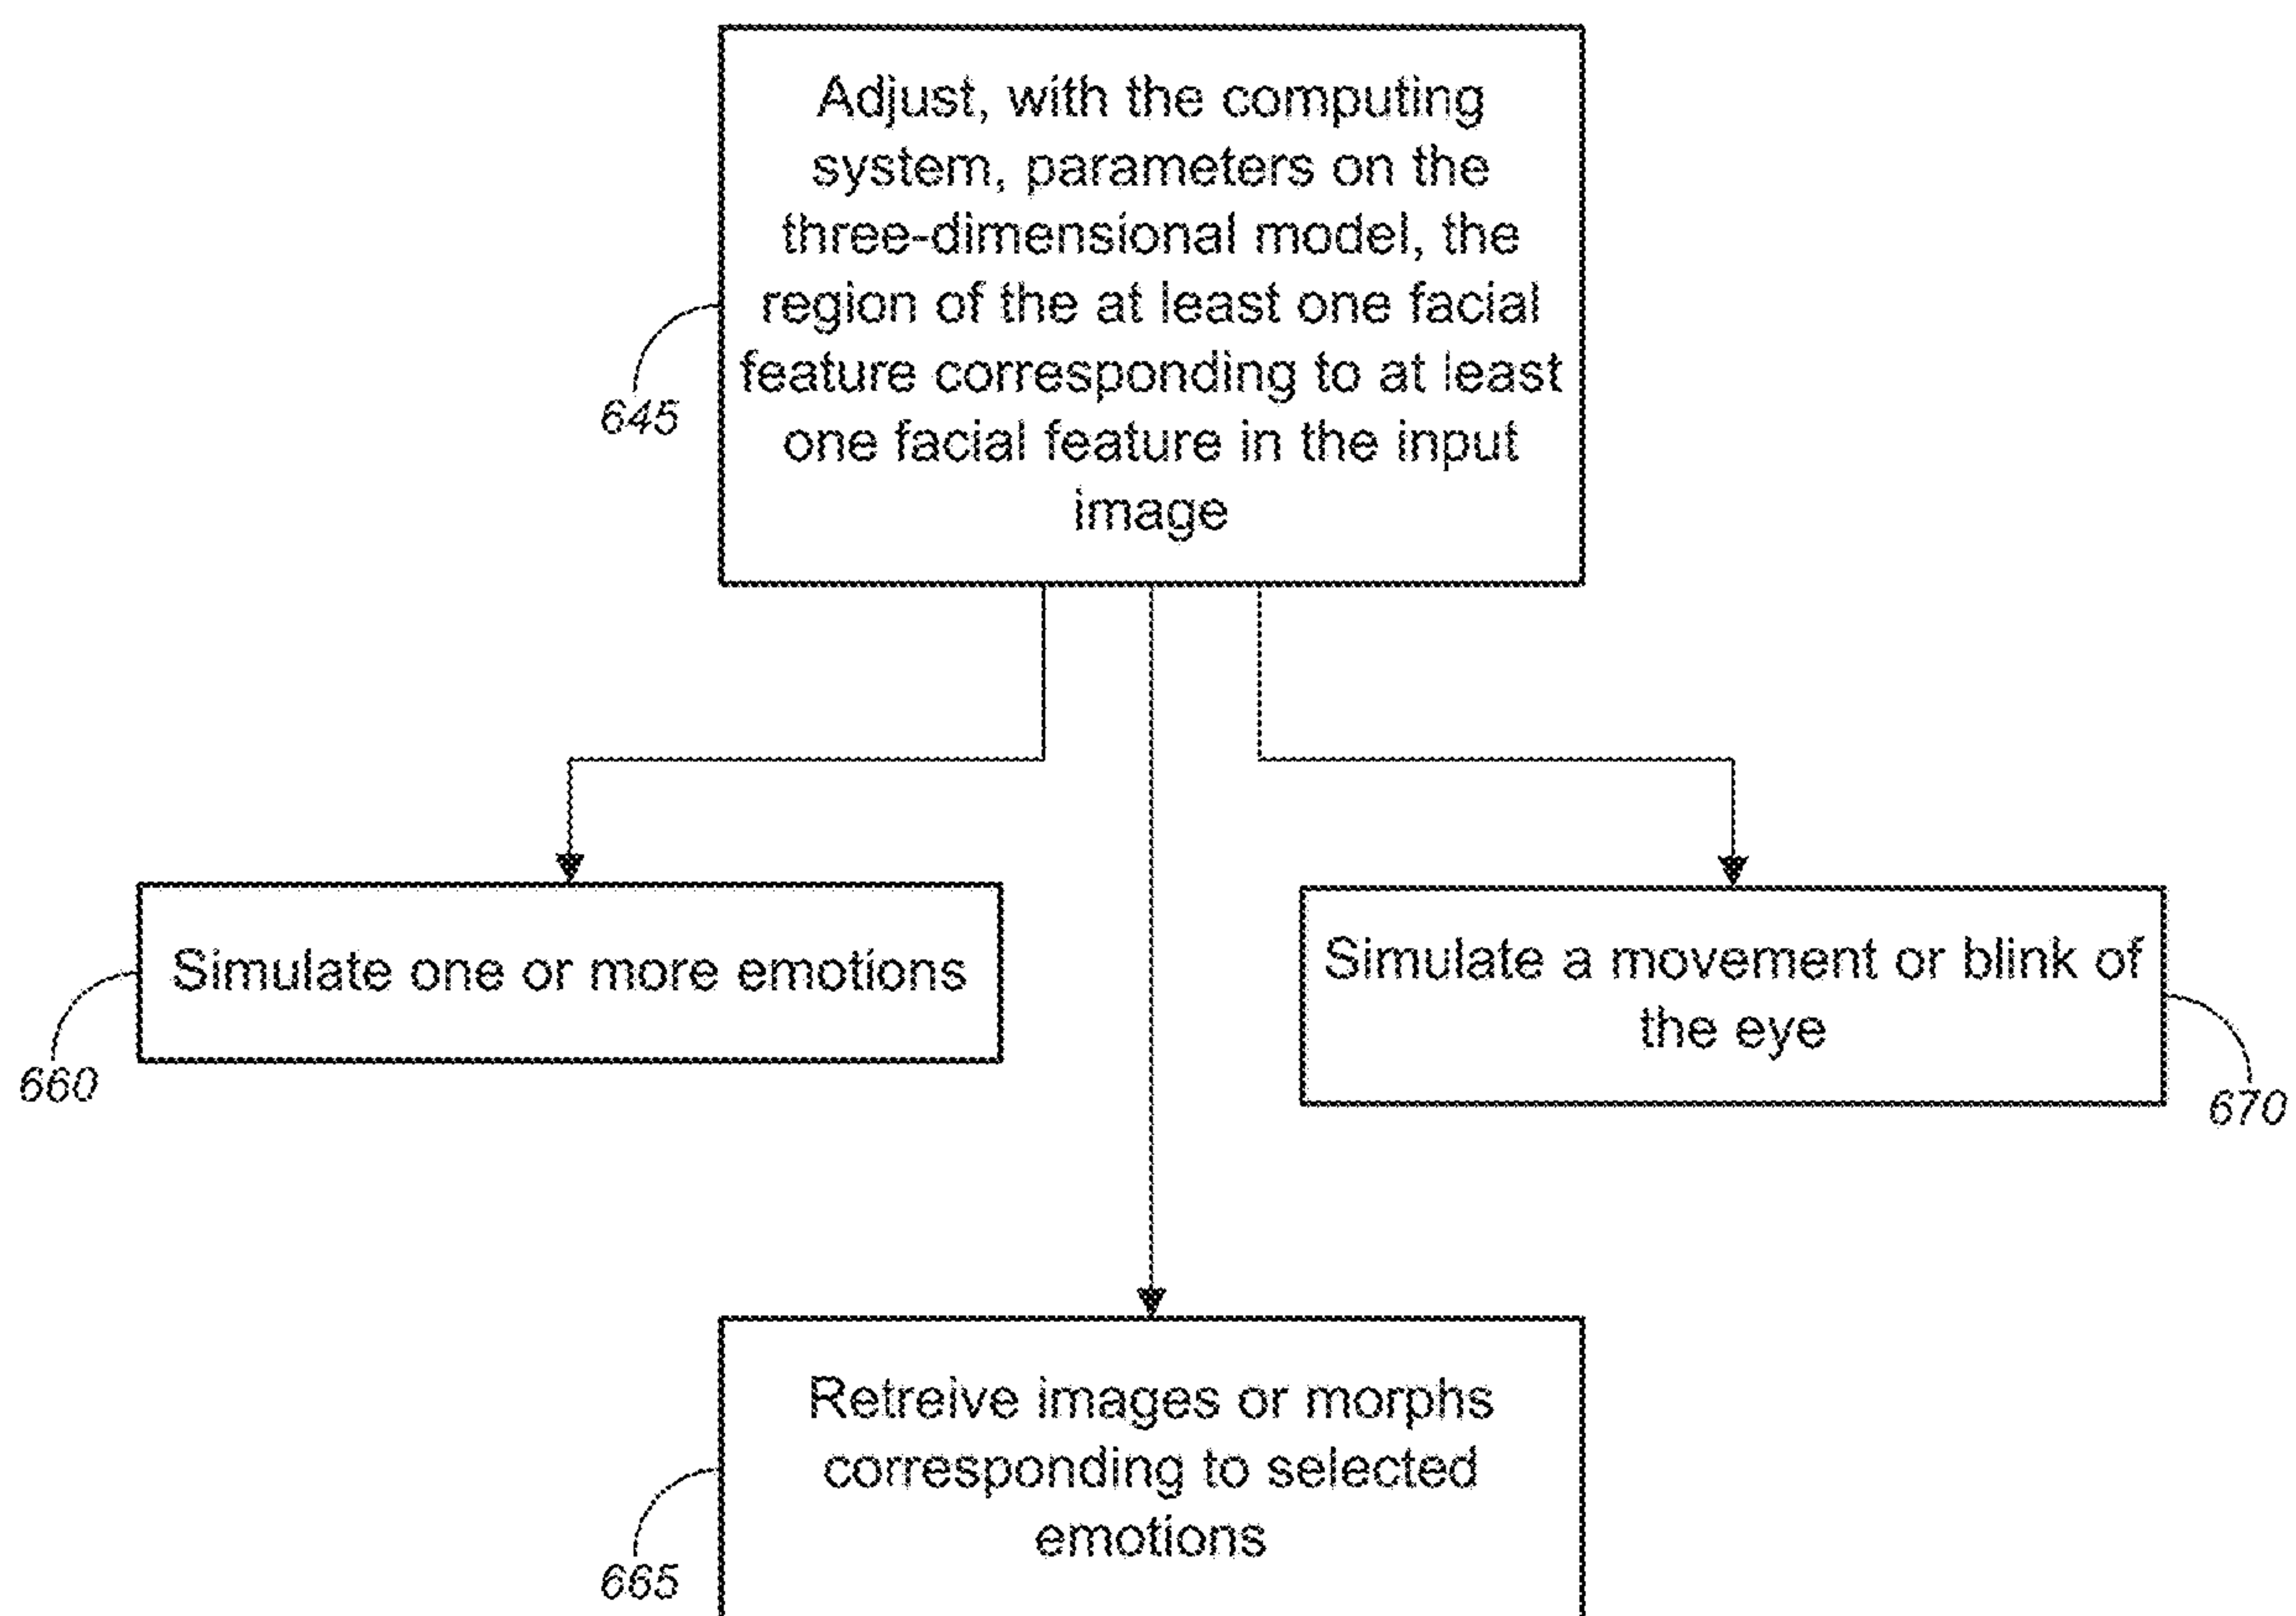 Adjust, with the computing
system, parameters on the
three-dimensional model, the
region of the at least one facial
feature corresponding to at least
one facial feature in the input
image
645
Simulate one or more emotions
660
Simulate a movement or blink of
the eye
670
Retreive images or morphs
corresponding to selected
emotions
665